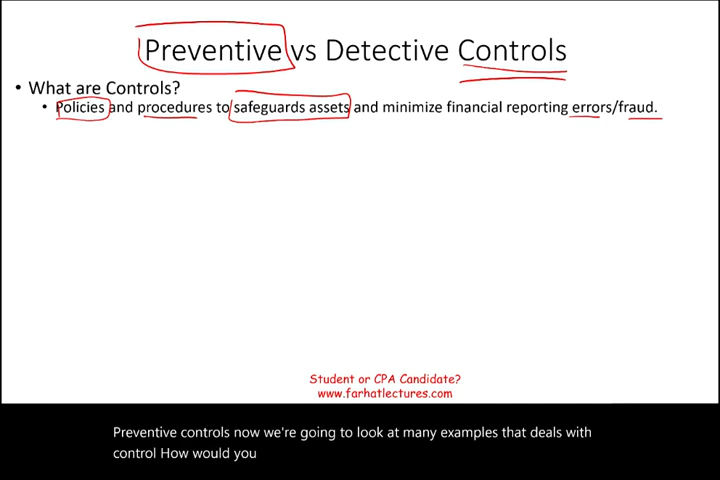 Preventive vs Detective Controls
• What are Controls?
• Policies and procedures to safeguards assets and minimize financial reporting errors/fraud.
Student or CPA Candidate?
www.farhatlectures.com
Preventive controls now we're going to look at many examples that deals with
control How would you